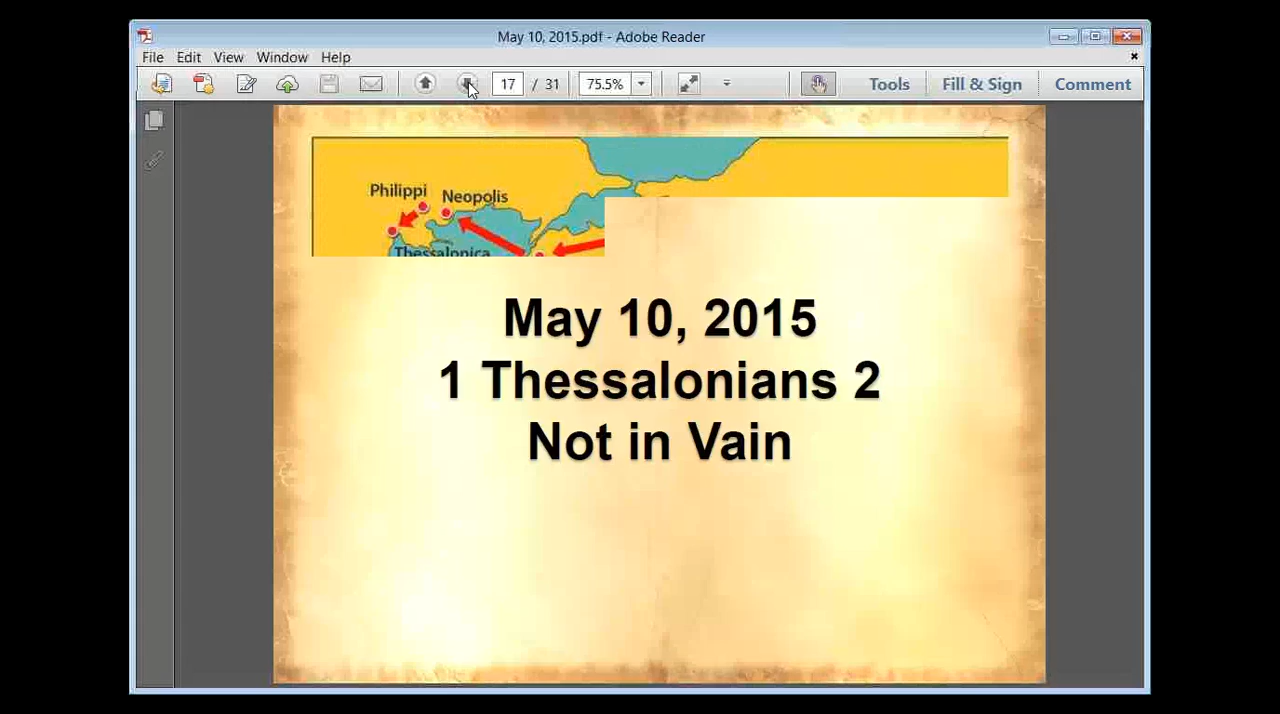 May 10, 2015.pdf - Adobe Reader
File Edit View Window Help
17 / 31 75.5% Tools Fill & Sign Comment
Philippi Neopolis
Thessalonica
May 10, 2015
1 Thessalonians 2
Not in Vain